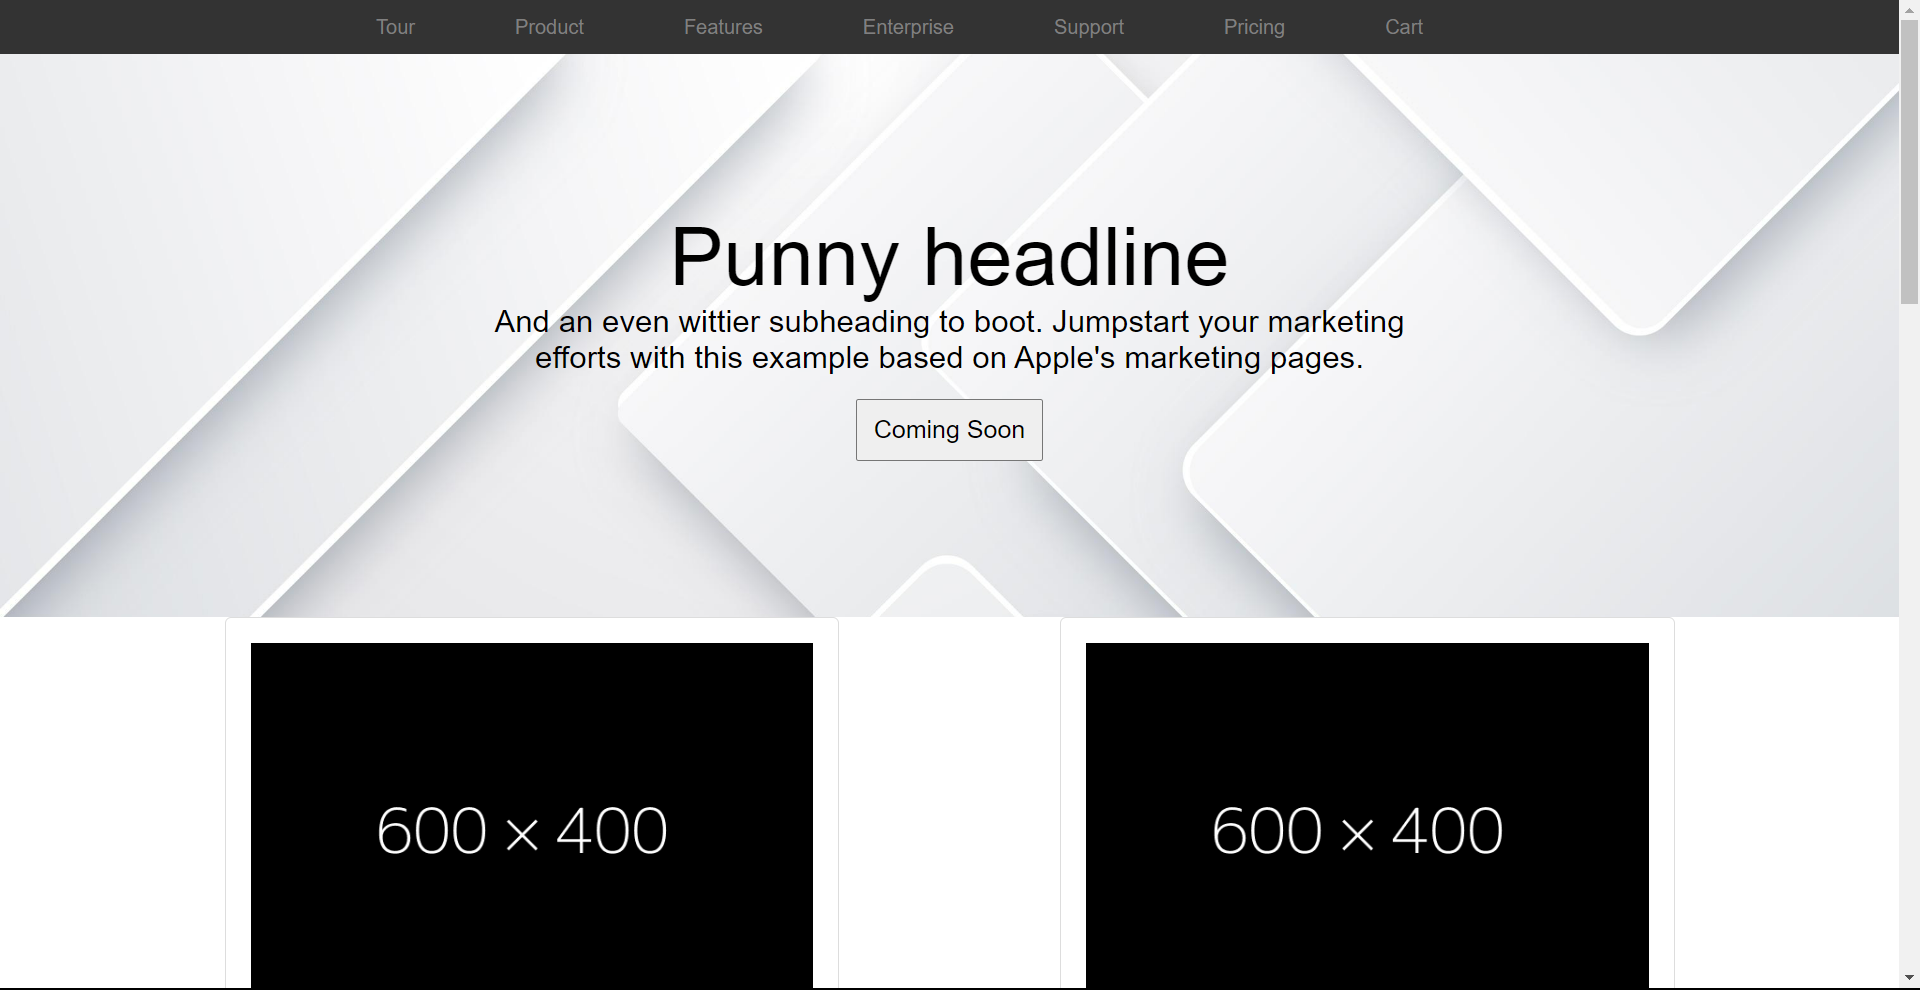 Tour Product Features Enterprise Support Pricing Cart
Punny headline
And an even wittier subheading to boot. Jumpstart your marketing
efforts with this example based on Apple's marketing pages.
Coming Soon
600 × 400 600 × 400